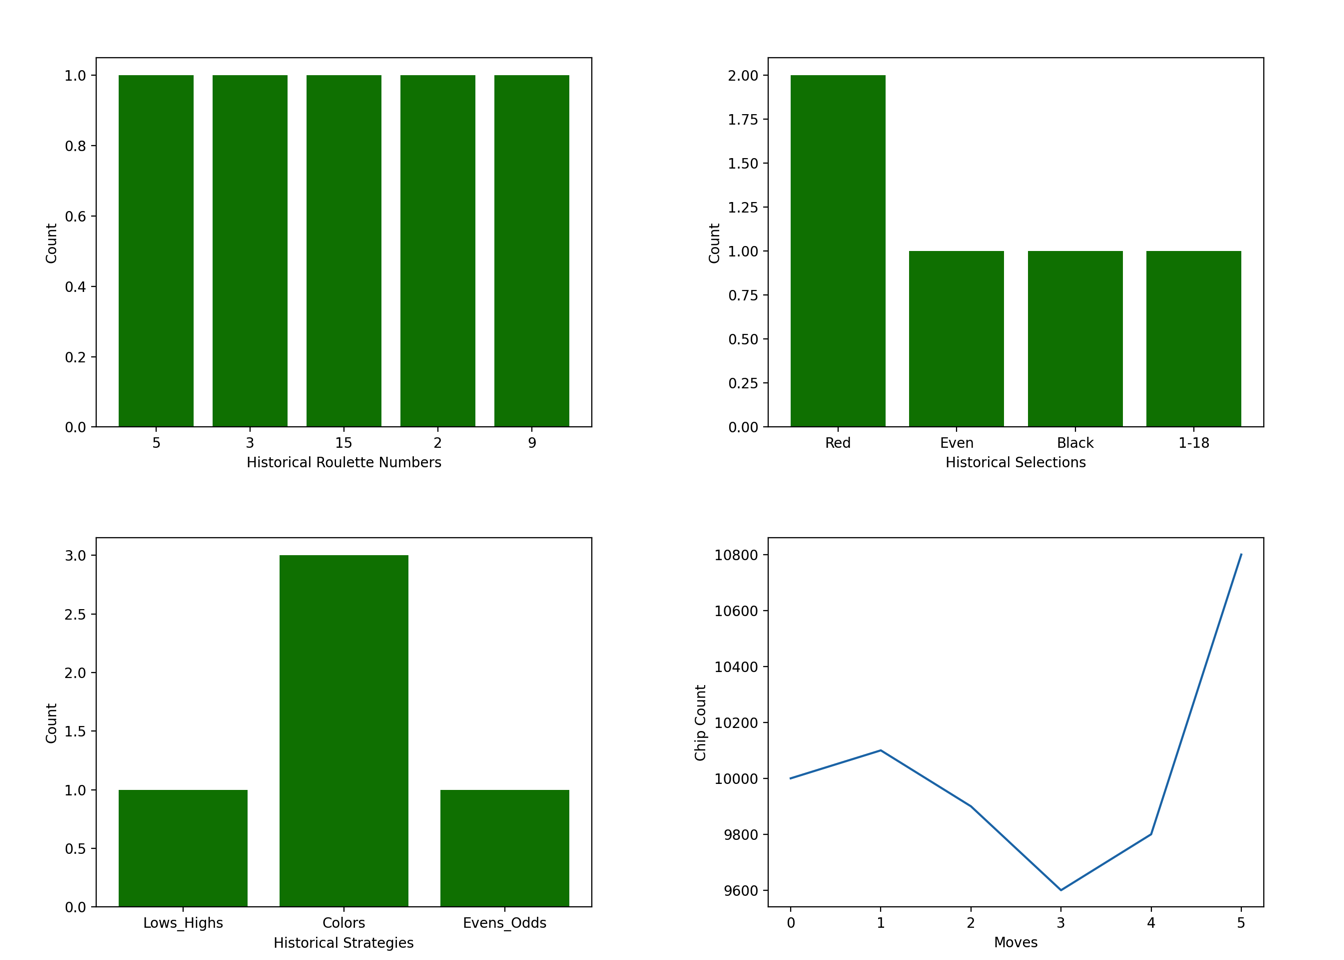 1.0
0.8
0.6
0.4
0.2
0.0
Count
5 3 15 2 9
Historical Roulette Numbers
2.00
1.75
1.50
1.25
1.00
0.75
0.50
0.25
0.00
Count
Red Even Black 1-18
Historical Selections
3.0
2.5
2.0
1.5
1.0
0.5
0.0
Count
Lows_Highs Colors Evens_Odds
Historical Strategies
10800
10600
10400
10200
10000
9800
9600
Chip Count
0 1 2 3 4 5
Moves